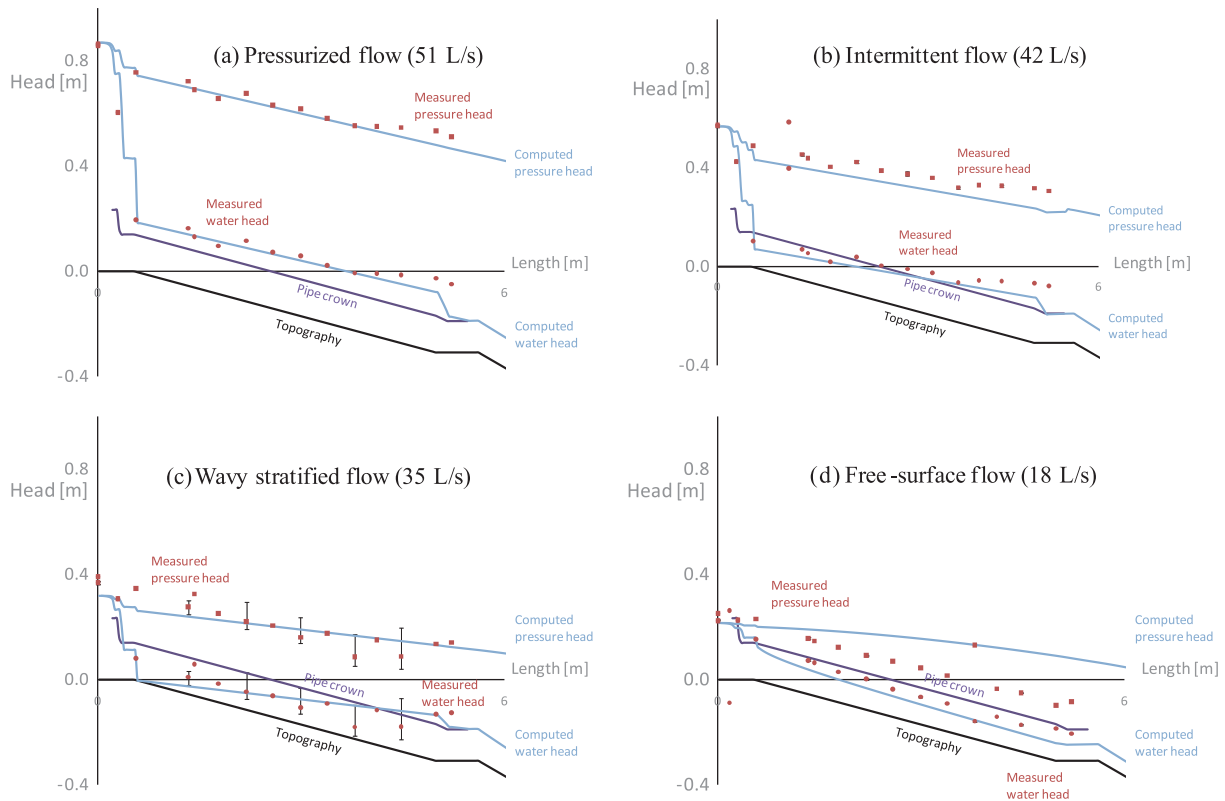 (a) Pressurized flow (51 L/s)
0.8
Head [m]
Measured
pressure head
Computed
pressure head
0.4
Measured
water head
0.0
Length [m]
0
6
Pipe crown
Topography
Computed
water head
-0.4
(b) Intermittent flow (42 L/s)
0.8
Head [m]
Measured
pressure head
0.4
Computed
pressure head
Measured
water head
Length [m]
0.0
0
6
Pipe crown
Topography
Computed
water head
-0.4
(c) Wavy stratified flow (35 L/s)
0.8
Head [m]
0.4
Measured
pressure head
Computed
pressure head
Length [m]
0.0
0
6
Pipe crown
Measured
water head
Topography
Computed
water head
-0.4
(d) Free -surface flow (18 L/s)
0.8
Head [m]
0.4
Measured
pressure head
Computed
pressure head
Length [m]
0.0
0
6
Pipe crown
Topography
Computed
water head
-0.4
Measured
water head